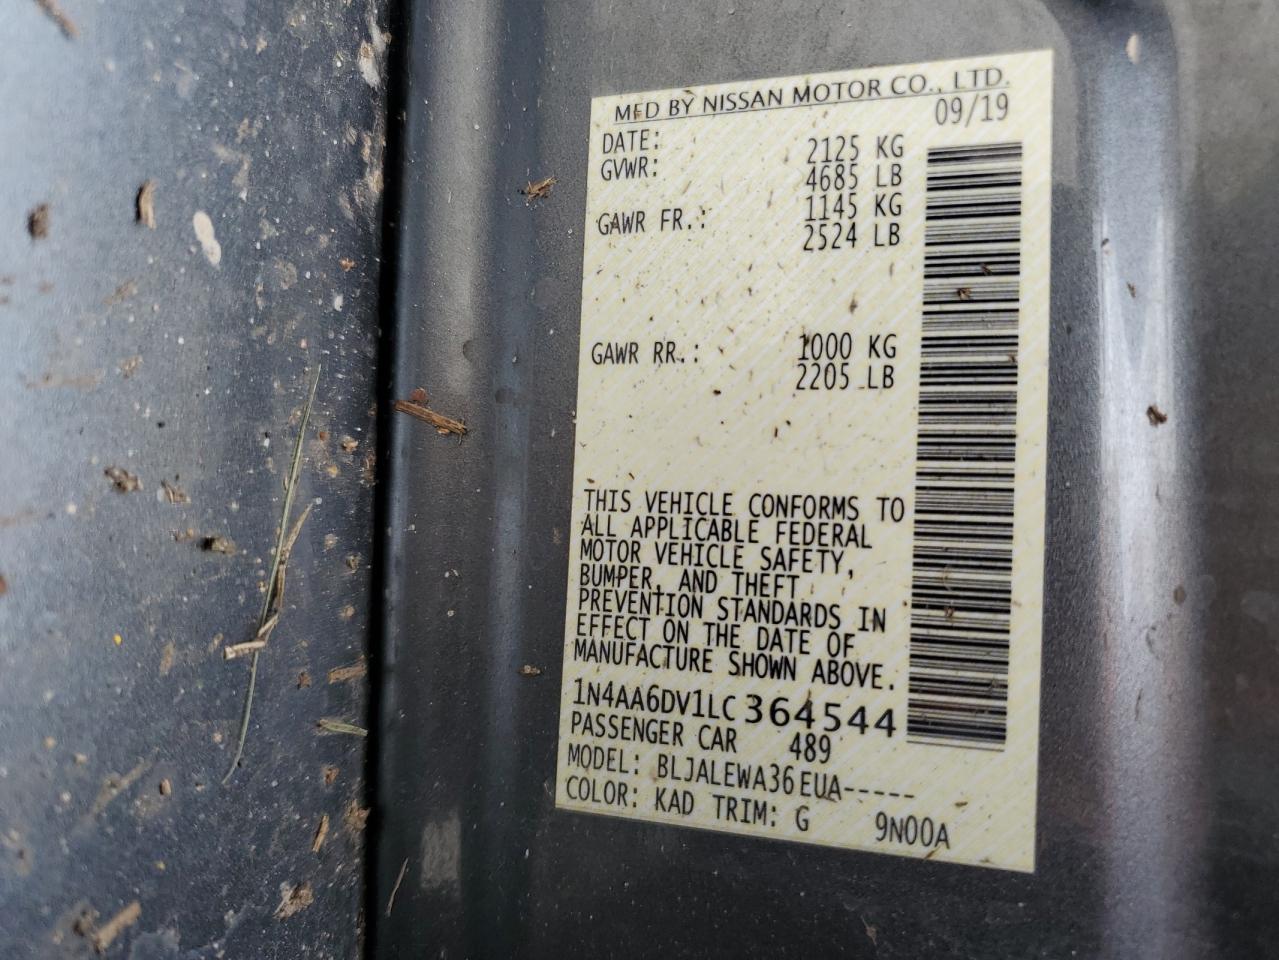 MFD BY NISSAN MOTOR CO., LTD.
DATE: 09/19
GVWR: 2125 KG
4685 LB
GAWR FR.: 1145 KG
2524 LB
GAWR RR.: 1000 KG
2205 LB
THIS VEHICLE CONFORMS TO
ALL APPLICABLE FEDERAL
MOTOR VEHICLE SAFETY,
BUMPER, AND THEFT
PREVENTION STANDARDS IN
EFFECT ON THE DATE OF
MANUFACTURE SHOWN ABOVE.
1N4AA6DV1LC364544
PASSENGER CAR 489
MODEL: BLJALEWA36EUA-----
COLOR: KAD TRIM: G 9N00A